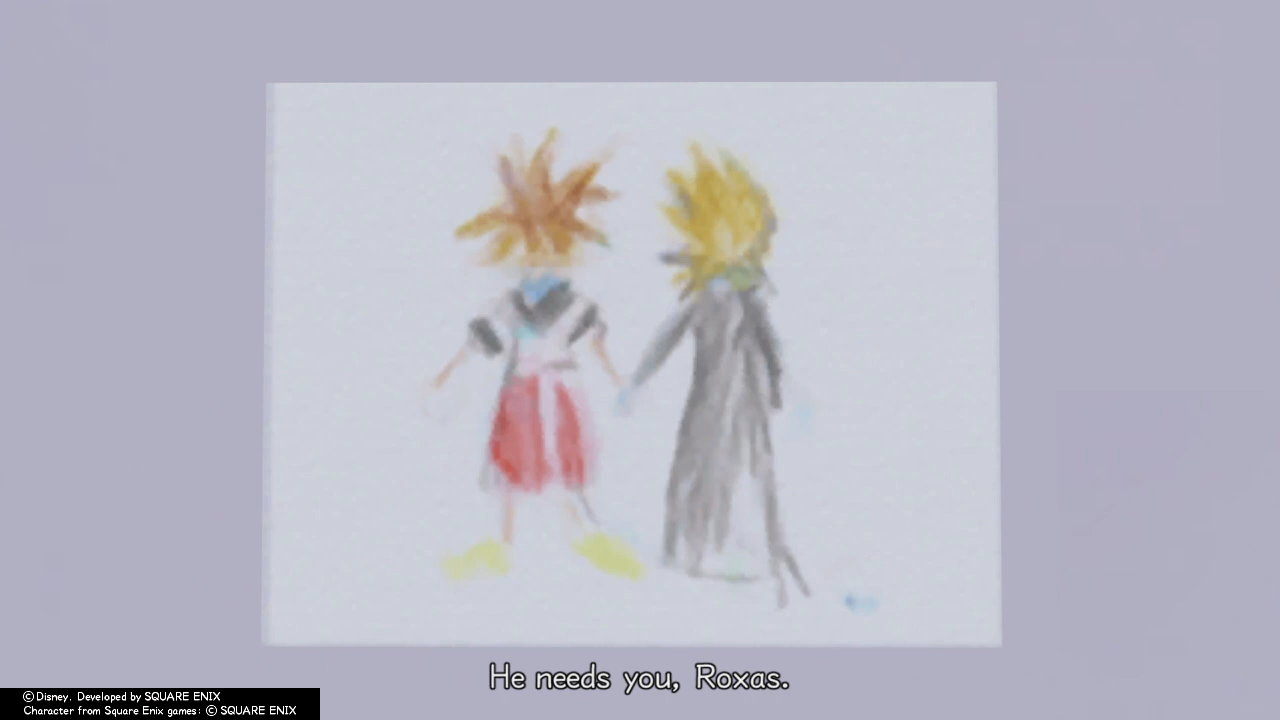 He needs you, Roxas.
© Disney. Developed by SQUARE ENIX
Character from Square Enix games: © SQUARE ENIX